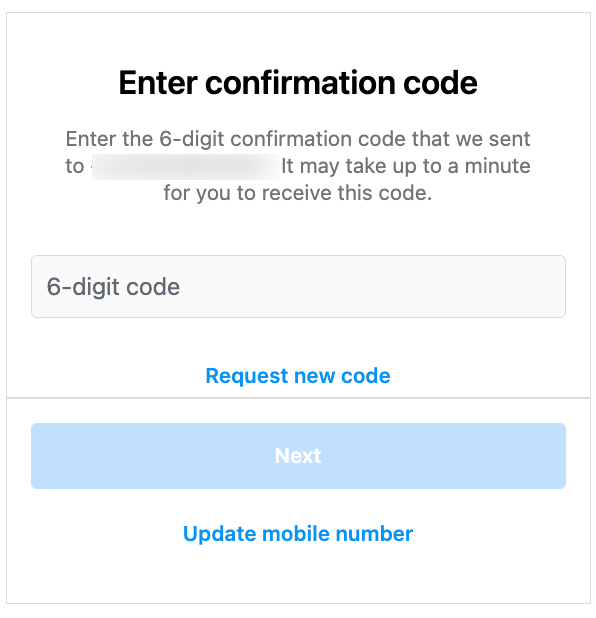 Enter confirmation code
Enter the 6-digit confirmation code that we sent
to It may take up to a minute
for you to receive this code.
6-digit code
Request new code
Next
Update mobile number